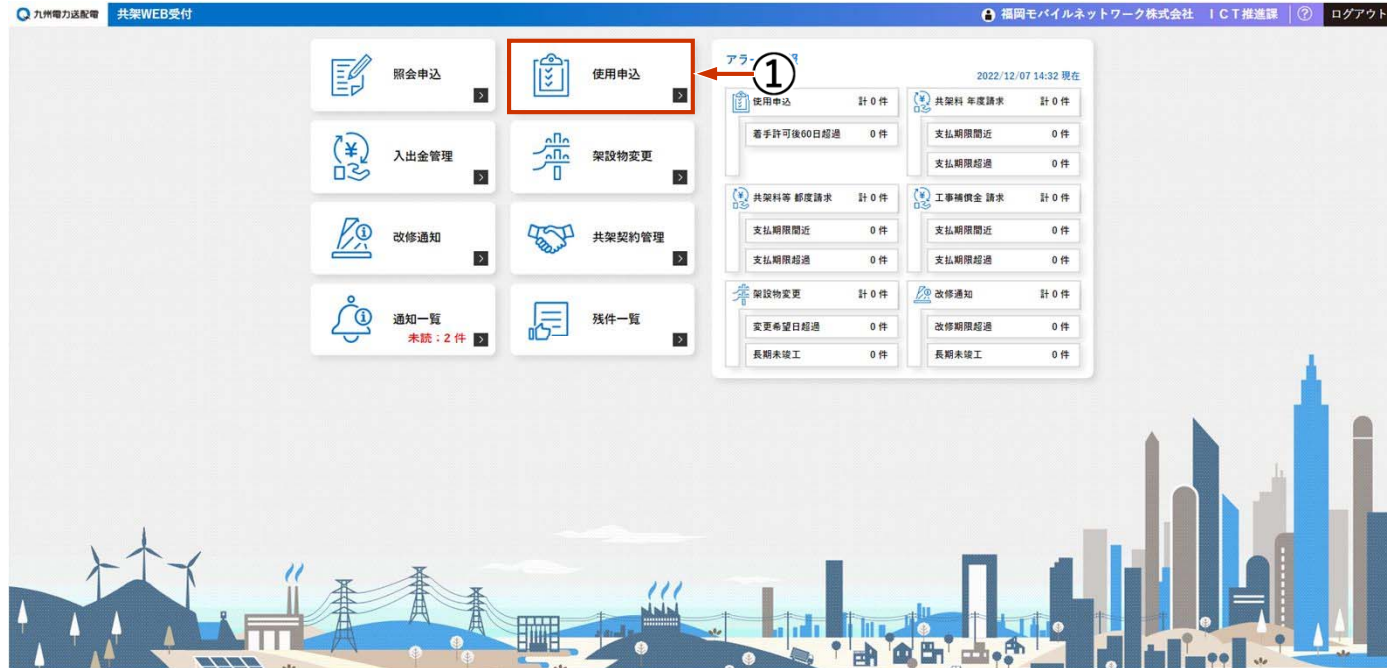 九州電力送配電 共架WEB受付 福岡モバイルネットワーク株式会社 ICT推進課 ? ログアウト
照会申込
使用申込
入出金管理
架設物変更
改修通知
共架契約管理
通知一覧
未読：2 件
残件一覧
①
アラー
2022/12/07 14:32 現在
使用申込 計 0 件
着手許可後60日超過 0 件
共架料 年度請求 計 0 件
支払期限間近 0 件
支払期限超過 0 件
共架料等 都度請求 計 0 件
支払期限間近 0 件
支払期限超過 0 件
工事補償金 請求 計 0 件
支払期限間近 0 件
支払期限超過 0 件
架設物変更 計 0 件
変更希望日超過 0 件
長期未竣工 0 件
改修通知 計 0 件
改修期限超過 0 件
長期未竣工 0 件